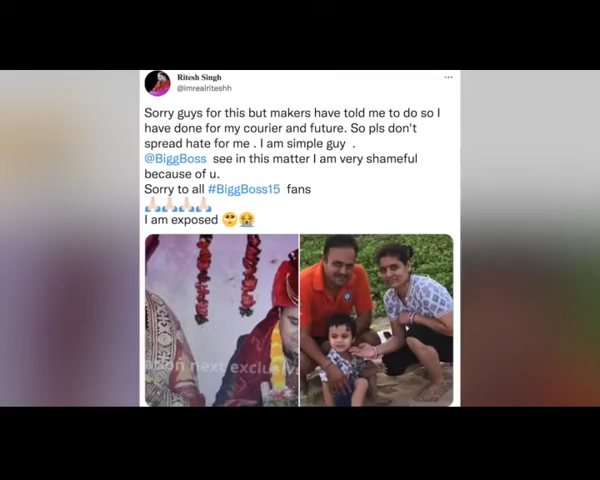 Ritesh Singh
@imrealriteshh
Sorry guys for this but makers have told me to do so I
have done for my courier and future. So pls don't
spread hate for me . I am simple guy .
@BiggBoss see in this matter I am very shameful
because of u.
Sorry to all #BiggBoss15 fans
🙏🏻🙏🏻🙏🏻🙏🏻
I am exposed 🥺😭
next exclusiv